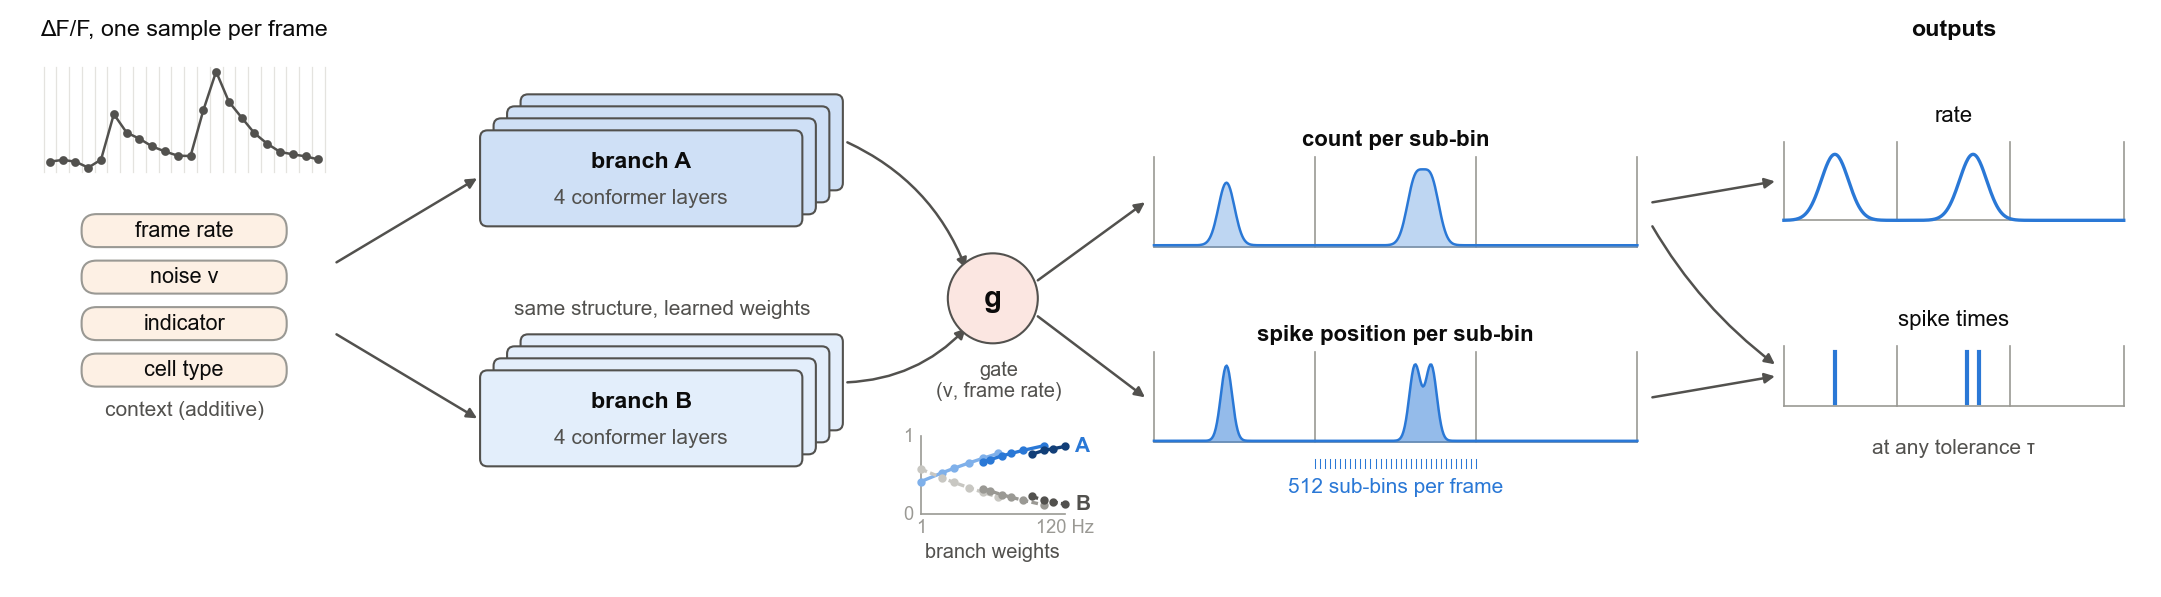 ΔF/F, one sample per frame
frame rate
noise ν
indicator
cell type
context (additive)
branch A
4 conformer layers
same structure, learned weights
branch B
4 conformer layers
g
gate
(ν, frame rate)
1
A
B
0
1
120 Hz
branch weights
count per sub-bin
spike position per sub-bin
512 sub-bins per frame
outputs
rate
spike times
at any tolerance τ